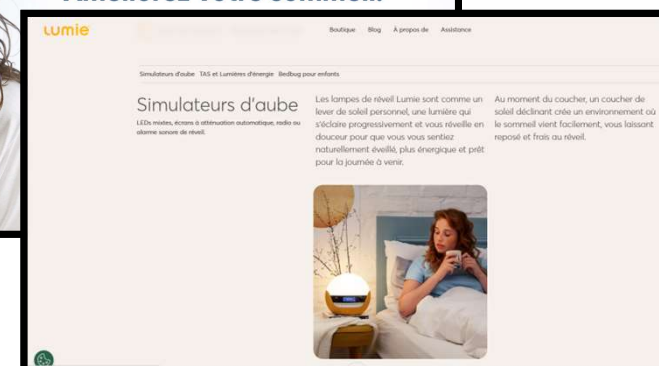 Lumie
Boutique Blog À propos de Assistance
Simulateurs d'aube TAS et Lumières d'énergie Bedbug pour enfants
Simulateurs d'aube
LEDs mixtes, écrans à atténuation automatique, radio ou
alarme sonore de réveil.
Les lampes de réveil Lumie sont comme un
lever de soleil personnel, une lumière qui
s'éclaire progressivement et vous réveille en
douceur pour que vous vous sentiez
naturellement éveillé, plus énergique et prêt
pour la journée à venir.
Au moment du coucher, un coucher de
soleil déclinant crée un environnement où
le sommeil vient facilement, vous laissant
reposé et frais au réveil.